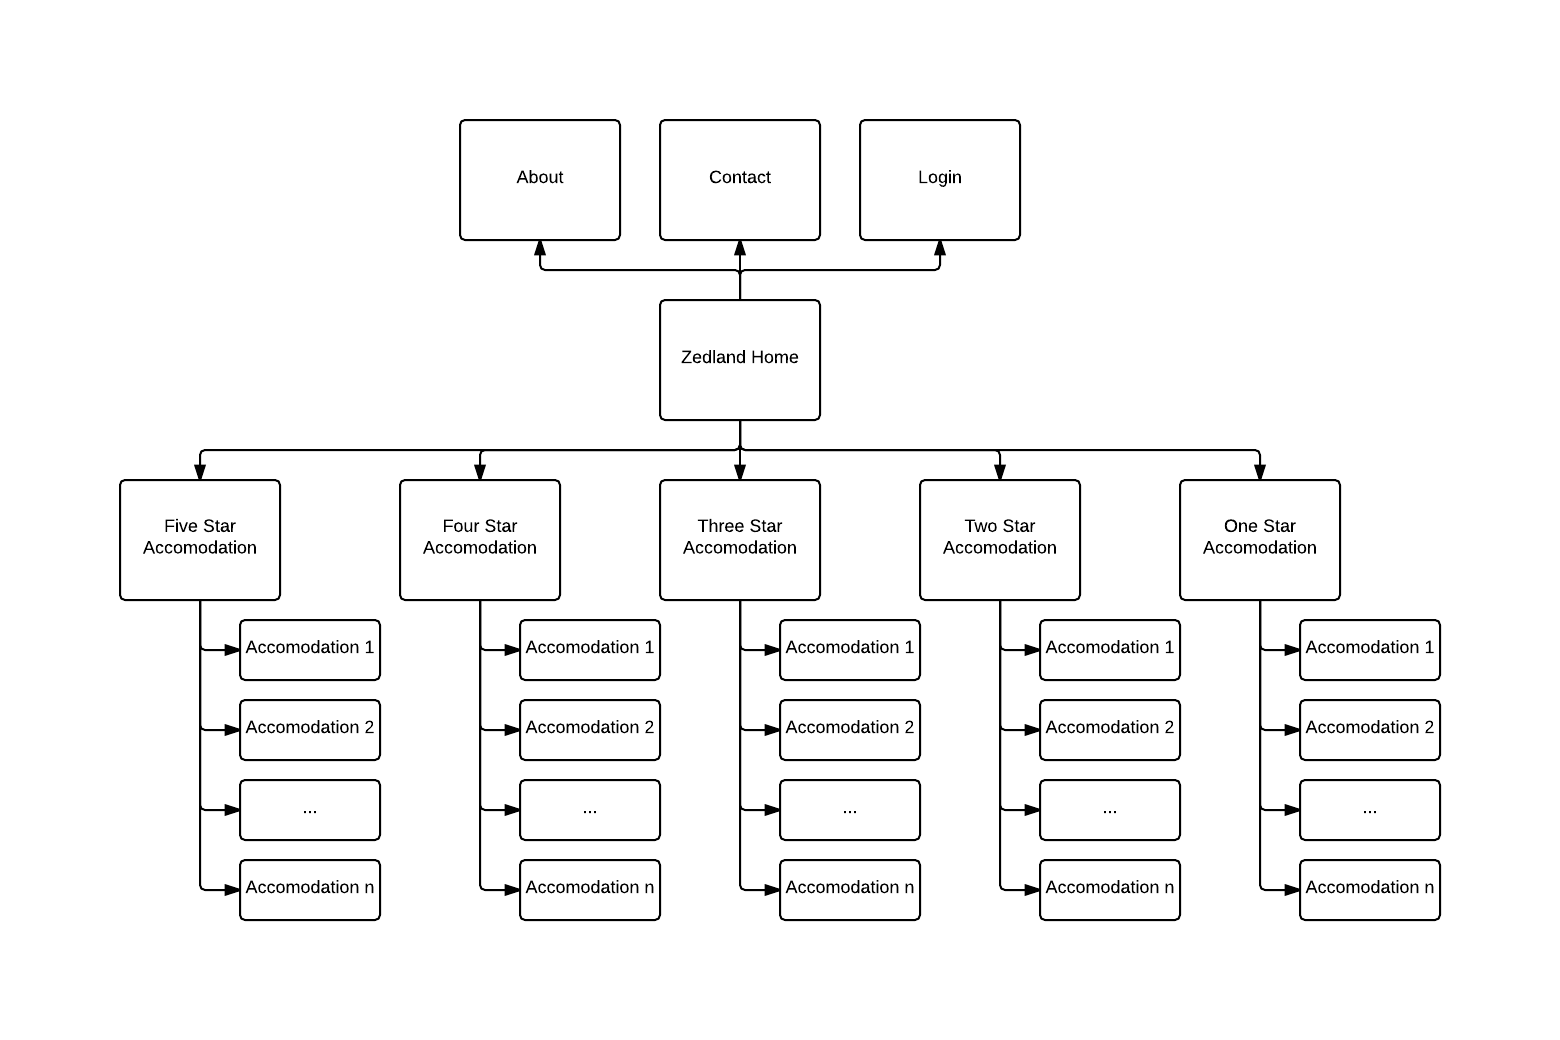 About
Contact
Login
Zedland Home
Five Star
Accomodation
Four Star
Accomodation
Three Star
Accomodation
Two Star
Accomodation
One Star
Accomodation
Accomodation 1
Accomodation 1
Accomodation 1
Accomodation 1
Accomodation 1
Accomodation 2
Accomodation 2
Accomodation 2
Accomodation 2
Accomodation 2
...
...
...
...
...
Accomodation n
Accomodation n
Accomodation n
Accomodation n
Accomodation n